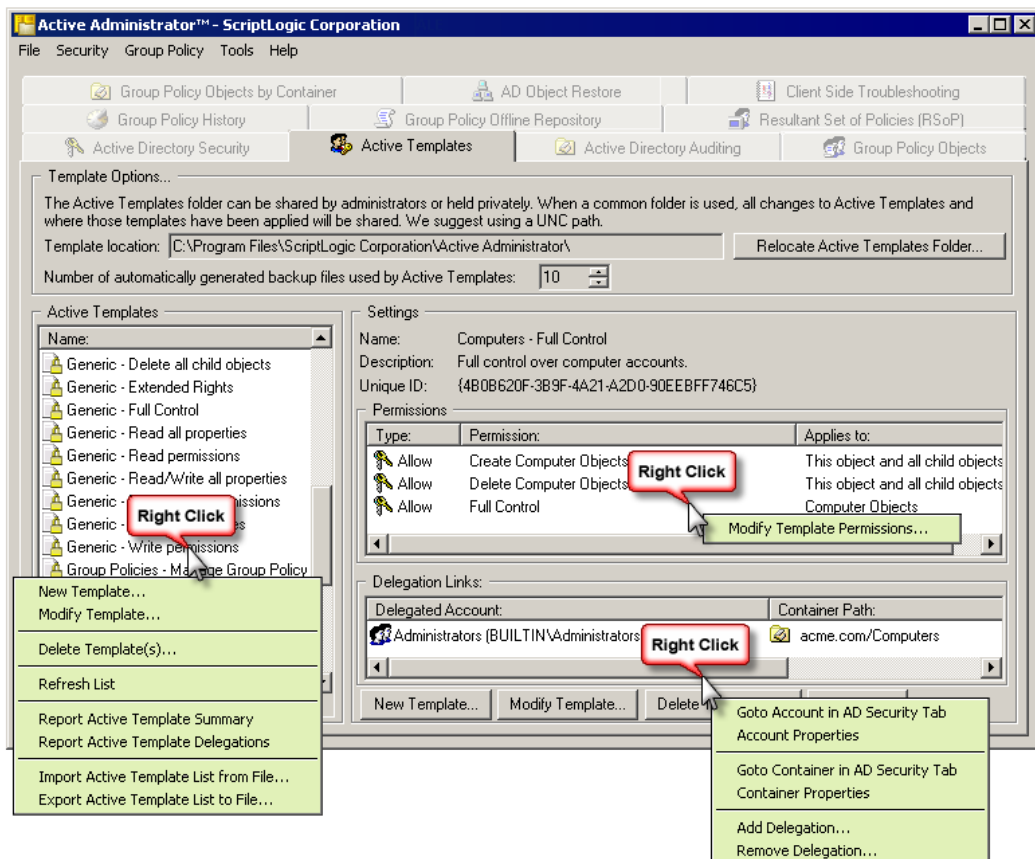 Active Administrator™ - ScriptLogic Corporation
File Security Group Policy Tools Help
Group Policy Objects by Container AD Object Restore Client Side Troubleshooting
Group Policy History Group Policy Offline Repository Resultant Set of Policies (RSoP)
Active Directory Security Active Templates Active Directory Auditing Group Policy Objects
Template Options...
The Active Templates folder can be shared by administrators or held privately. When a common folder is used, all changes to Active Templates and
where those templates have been applied will be shared. We suggest using a UNC path.
Template location: C:\Program Files\ScriptLogic Corporation\Active Administrator\ Relocate Active Templates Folder...
Number of automatically generated backup files used by Active Templates: 10
Active Templates
Name:
Generic - Delete all child objects
Generic - Extended Rights
Generic - Full Control
Generic - Read all properties
Generic - Read permissions
Generic - Read/Write all properties
Generic -
Generic -
Generic - Write permissions
Group Policies - Manage Group Policy
Right Click
New Template...
Modify Template...
Delete Template(s)...
Refresh List
Report Active Template Summary
Report Active Template Delegations
Import Active Template List from File...
Export Active Template List to File...
Settings
Name: Computers - Full Control
Description: Full control over computer accounts.
Unique ID: {4B0B620F-3B9F-4A21-A2D0-90EEBFF746C5}
Permissions
Type: Permission: Applies to:
Allow Create Computer Objects This object and all child objects
Allow Delete Computer Objects This object and all child objects
Allow Full Control Computer Objects
Right Click
Modify Template Permissions...
Delegation Links:
Delegated Account: Container Path:
Administrators (BUILTIN\Administrators acme.com/Computers
Right Click
New Template... Modify Template... Delete
Goto Account in AD Security Tab
Account Properties
Goto Container in AD Security Tab
Container Properties
Add Delegation...
Remove Delegation...